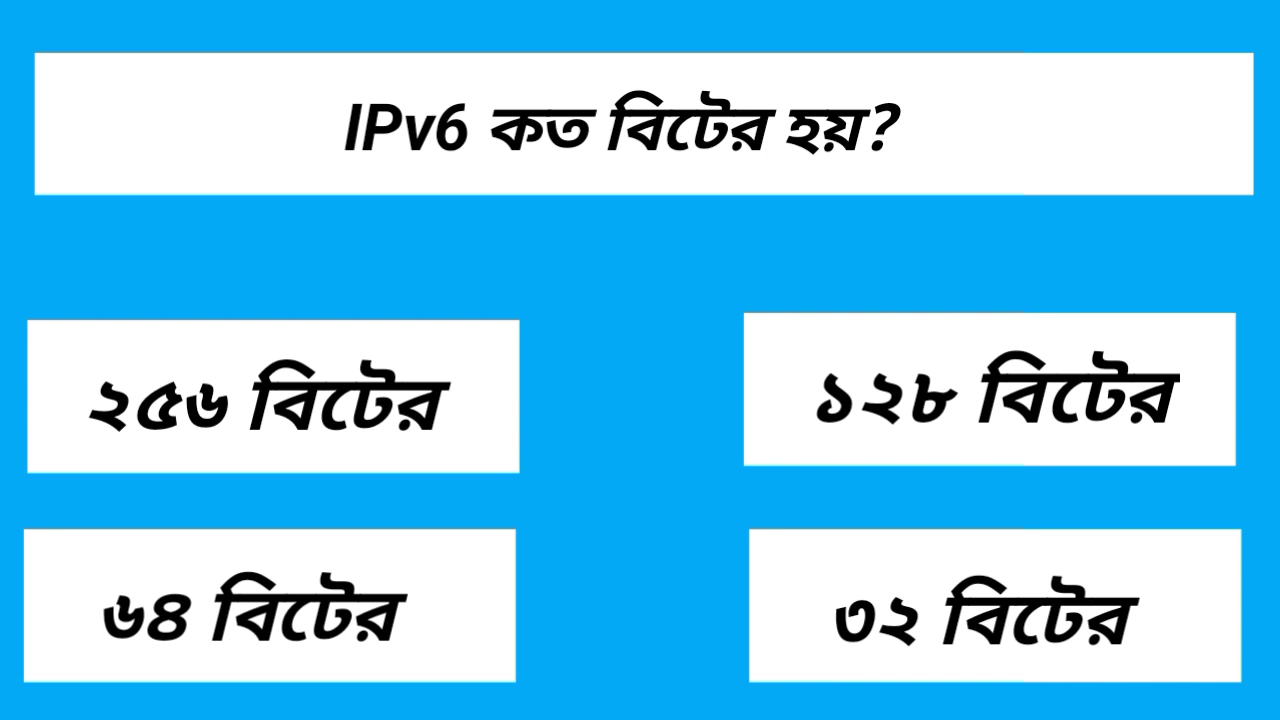 IPv6 কত বিটের হয়?
২৫৬ বিটের
১২৮ বিটের
৬৪ বিটের
৩২ বিটের